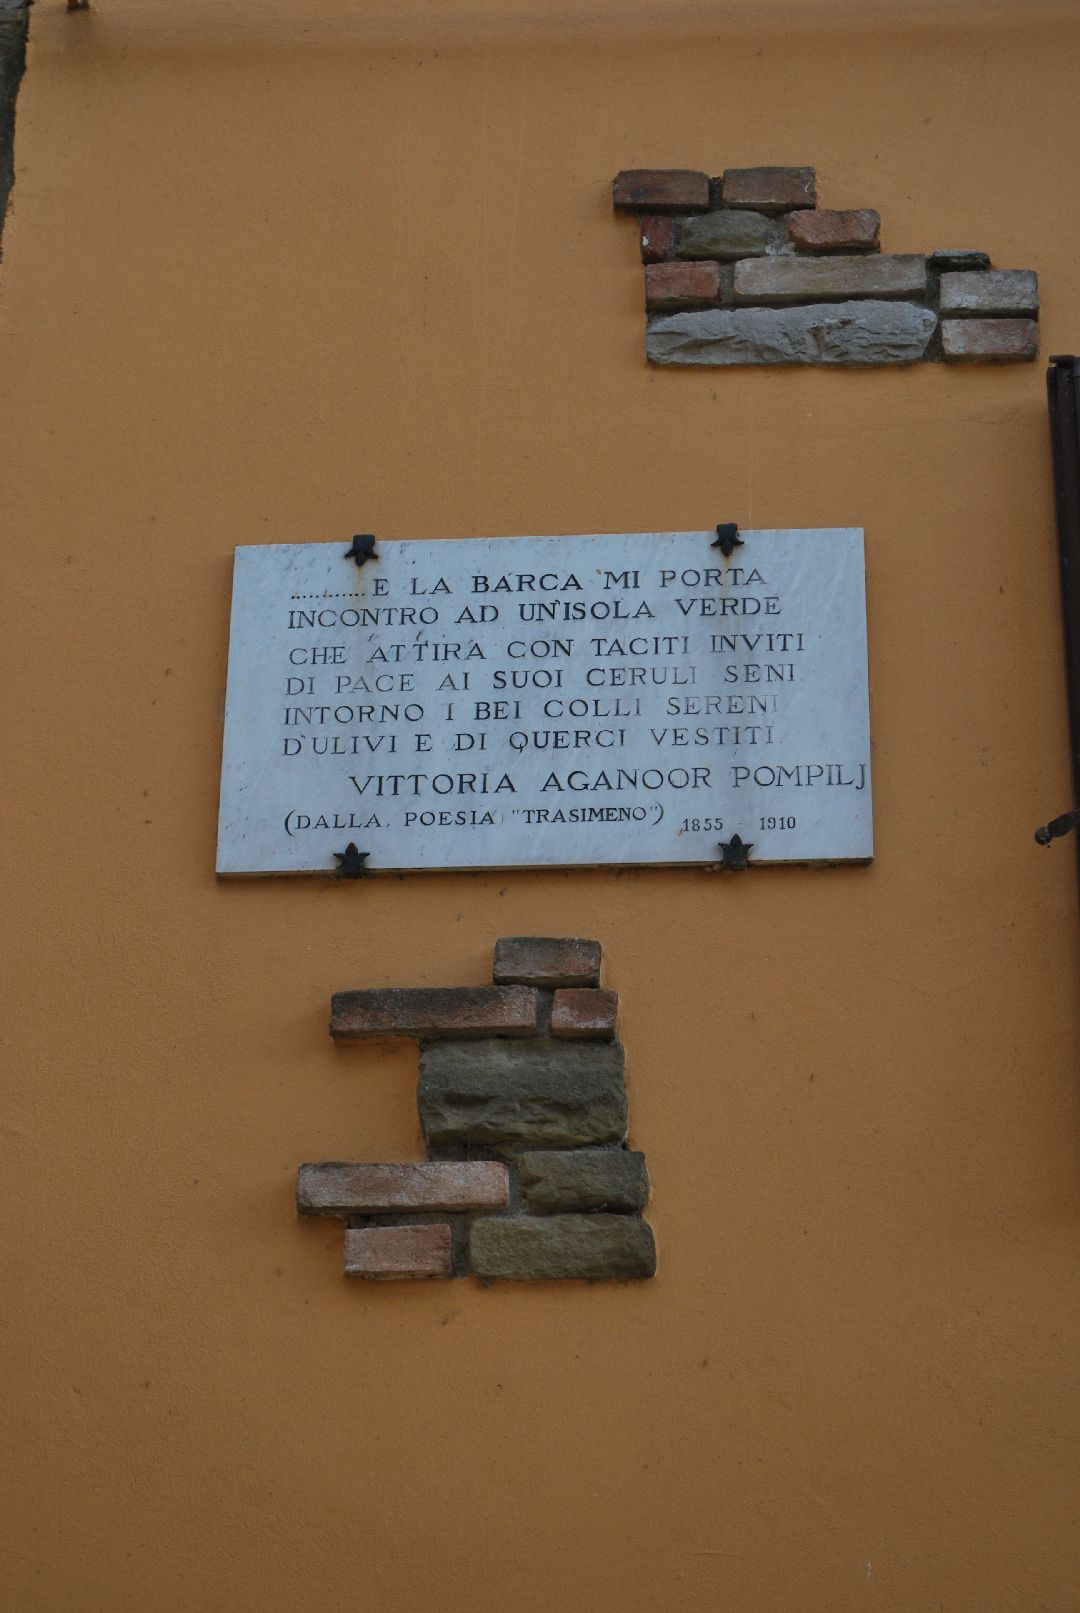 ............E LA BARCA MI PORTA
INCONTRO AD UN'ISOLA VERDE
CHE ATTIRA CON TACITI INVITI
DI PACE AI SUOI CERULI SENI
INTORNO I BEI COLLI SERENI
D'ULIVI E DI QUERCI VESTITI.
VITTORIA AGANOOR POMPILJ
(DALLA POESIA "TRASIMENO") 1855 - 1910